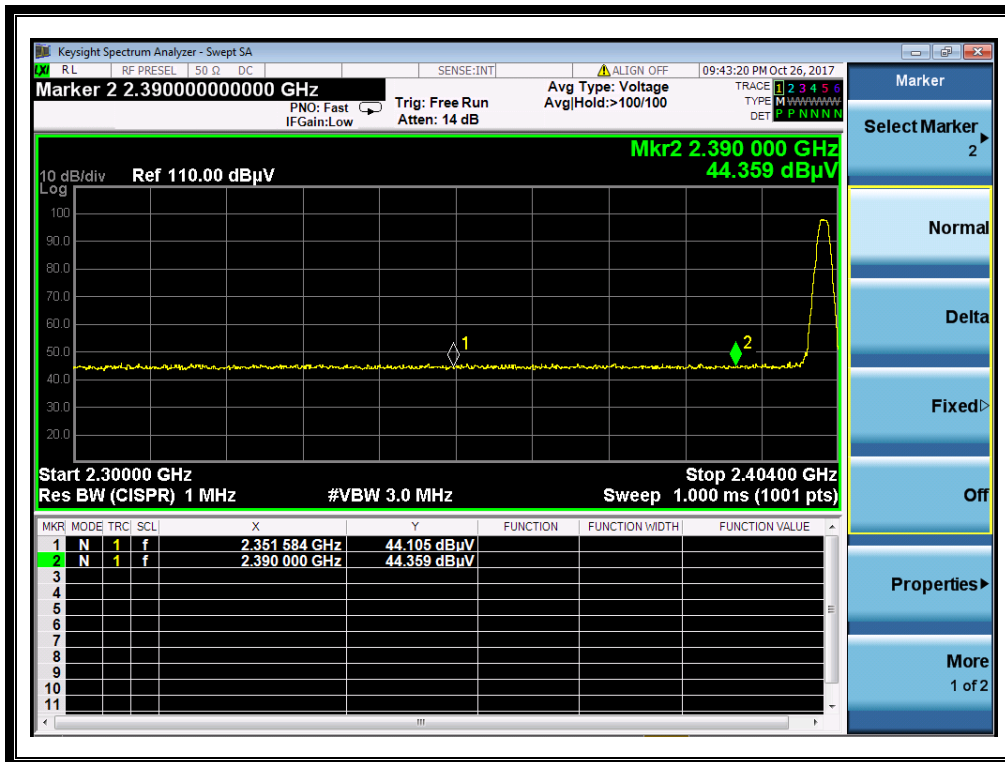 Keysight Spectrum Analyzer - Swept SA
LXI RL RF PRESEL 50 Ω DC SENSE:INT ALIGN OFF 09:43:20 PM Oct 26, 2017
Marker 2 2.390000000000 GHz
PNO: Fast
IFGain:Low
Trig: Free Run
Atten: 14 dB
Avg Type: Voltage
Avg|Hold:>100/100
TRACE 1 2 3 4 5 6
TYPE M WWWWW
DET P P N N N N
Mkr2 2.390 000 GHz
44.359 dBµV
10 dB/div Ref 110.00 dBµV
Log
100
90.0
80.0
70.0
60.0
50.0
40.0
30.0
20.0
1
2
Start 2.30000 GHz Stop 2.40400 GHz
Res BW (CISPR) 1 MHz #VBW 3.0 MHz Sweep 1.000 ms (1001 pts)
MKR MODE TRC SCL X Y FUNCTION FUNCTION WIDTH FUNCTION VALUE
1 N 1 f 2.351 584 GHz 44.105 dBµV
2 N 1 f 2.390 000 GHz 44.359 dBµV
3
4
5
6
7
8
9
10
11
Marker
Select Marker
2
Normal
Delta
Fixed
Off
Properties
More
1 of 2